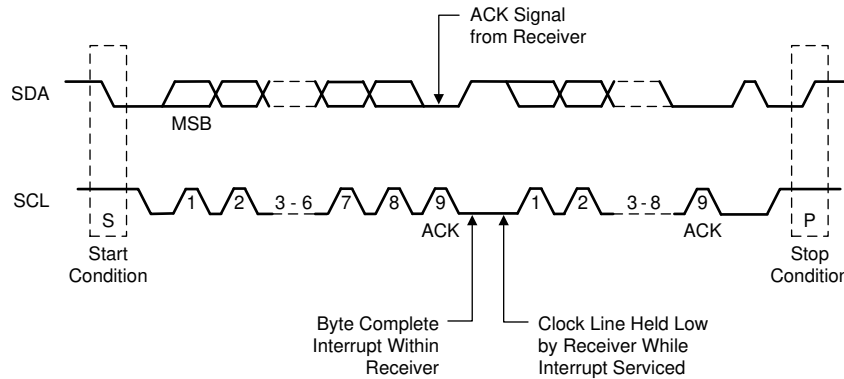 ACK Signal
from Receiver
SDA
MSB
SCL
S
1
2
3 - 6
7
8
9
1
2
3 - 8
9
P
ACK
ACK
Start
Condition
Stop
Condition
Byte Complete
Interrupt Within
Receiver
Clock Line Held Low
by Receiver While
Interrupt Serviced